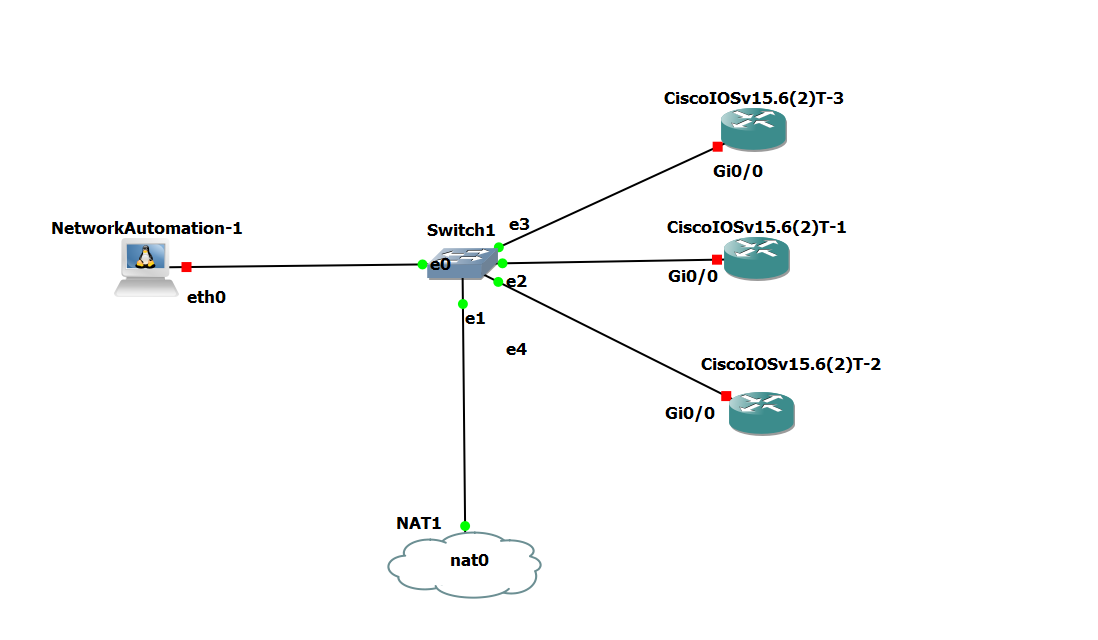 CiscoIOSv15.6(2)T-3
Gi0/0
NetworkAutomation-1
eth0
Switch1
e3
e0
e2
e1
e4
CiscoIOSv15.6(2)T-1
Gi0/0
CiscoIOSv15.6(2)T-2
Gi0/0
NAT1
nat0